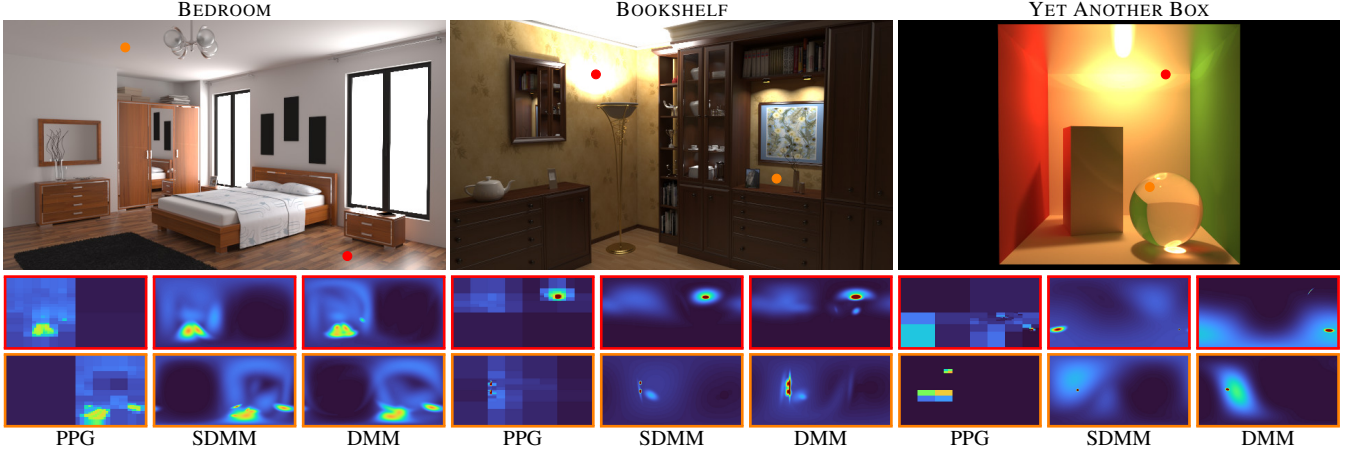 BEDROOM
BOOKSHELF
YET ANOTHER BOX
PPG
SDMM
DMM
PPG
SDMM
DMM
PPG
SDMM
DMM